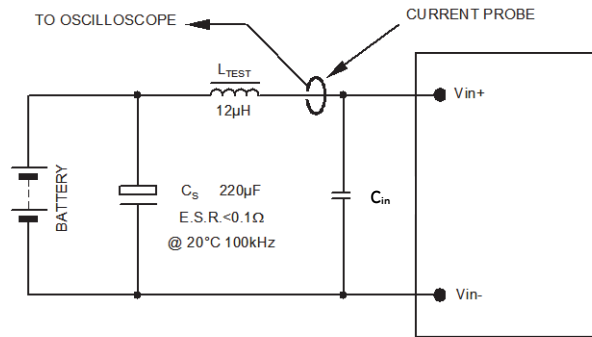 TO OSCILLOSCOPE
CURRENT PROBE
LTEST
12µH
Vin+
BATTERY
CS 220µF
E.S.R.<0.1Ω
@ 20°C 100kHz
Cin
Vin-